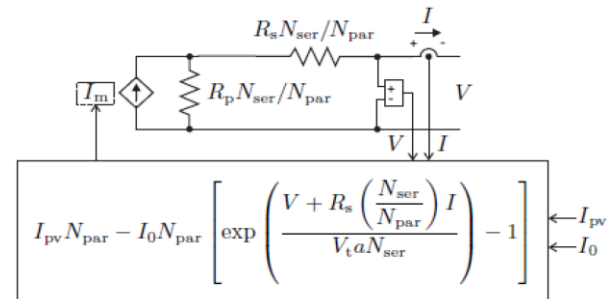 R_s N_ser/N_par
I
+ -
I_m
R_p N_ser/N_par
+
-
V
V
I
I_pv N_par − I_0 N_par [exp((V + R_s (N_ser/N_par) I)/(V_t a N_ser)) − 1]
I_pv
I_0